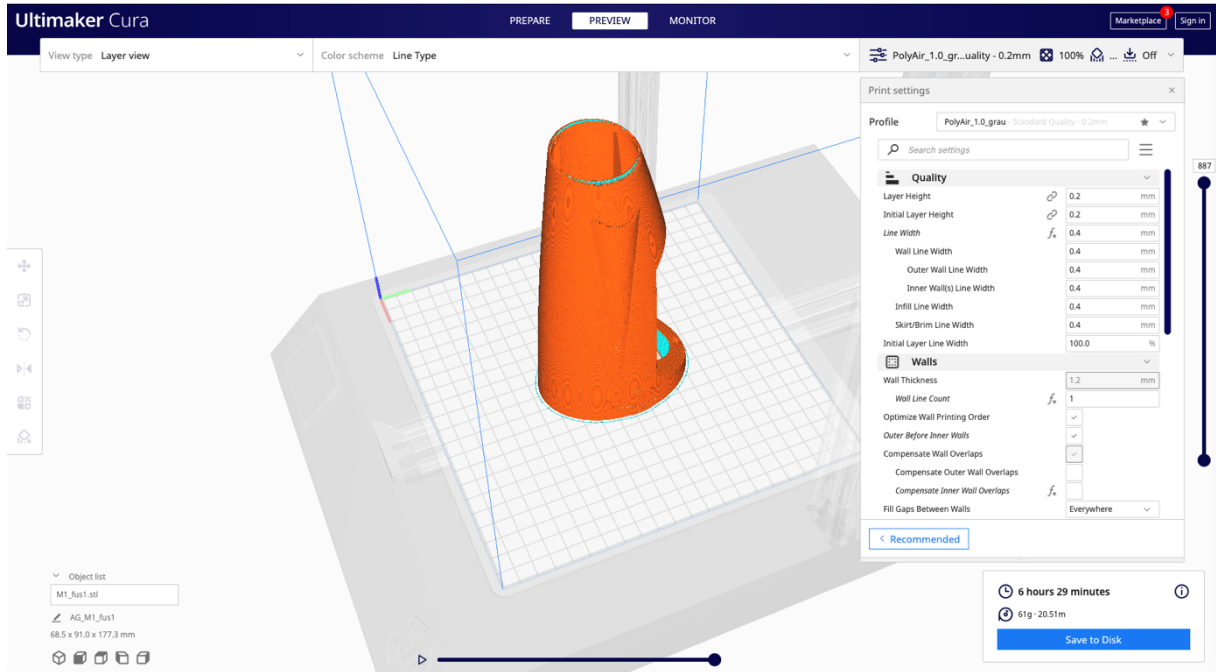 Ultimaker Cura
PREPARE PREVIEW MONITOR
Marketplace 3 Sign in
View type Layer view
Color scheme Line Type
PolyAir_1.0_gr...uality - 0.2mm 100% ... Off
Print settings ×
Profile PolyAir_1.0_grau - Standard Quality - 0.2mm
Search settings
Quality
Layer Height 0.2 mm
Initial Layer Height 0.2 mm
Line Width 0.4 mm
Wall Line Width 0.4 mm
Outer Wall Line Width 0.4 mm
Inner Wall(s) Line Width 0.4 mm
Infill Line Width 0.4 mm
Skirt/Brim Line Width 0.4 mm
Initial Layer Line Width 100.0 %
Walls
Wall Thickness 1.2 mm
Wall Line Count 1
Optimize Wall Printing Order
Outer Before Inner Walls
Compensate Wall Overlaps
Compensate Outer Wall Overlaps
Compensate Inner Wall Overlaps
Fill Gaps Between Walls Everywhere
Recommended
887
Object list
M1_fus1.stl
AG_M1_fus1
68.5 x 91.0 x 177.3 mm
6 hours 29 minutes
61g · 20.51m
Save to Disk